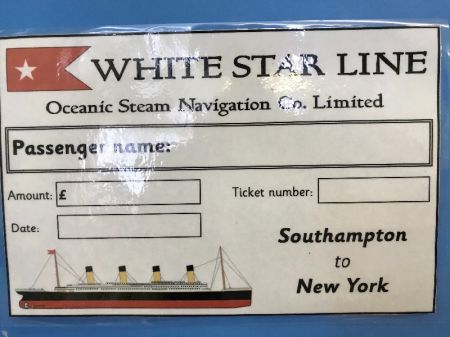 WHITE STAR LINE
Oceanic Steam Navigation Co. Limited
Passenger name:
Amount: £
Ticket number:
Date:
Southampton
to
New York